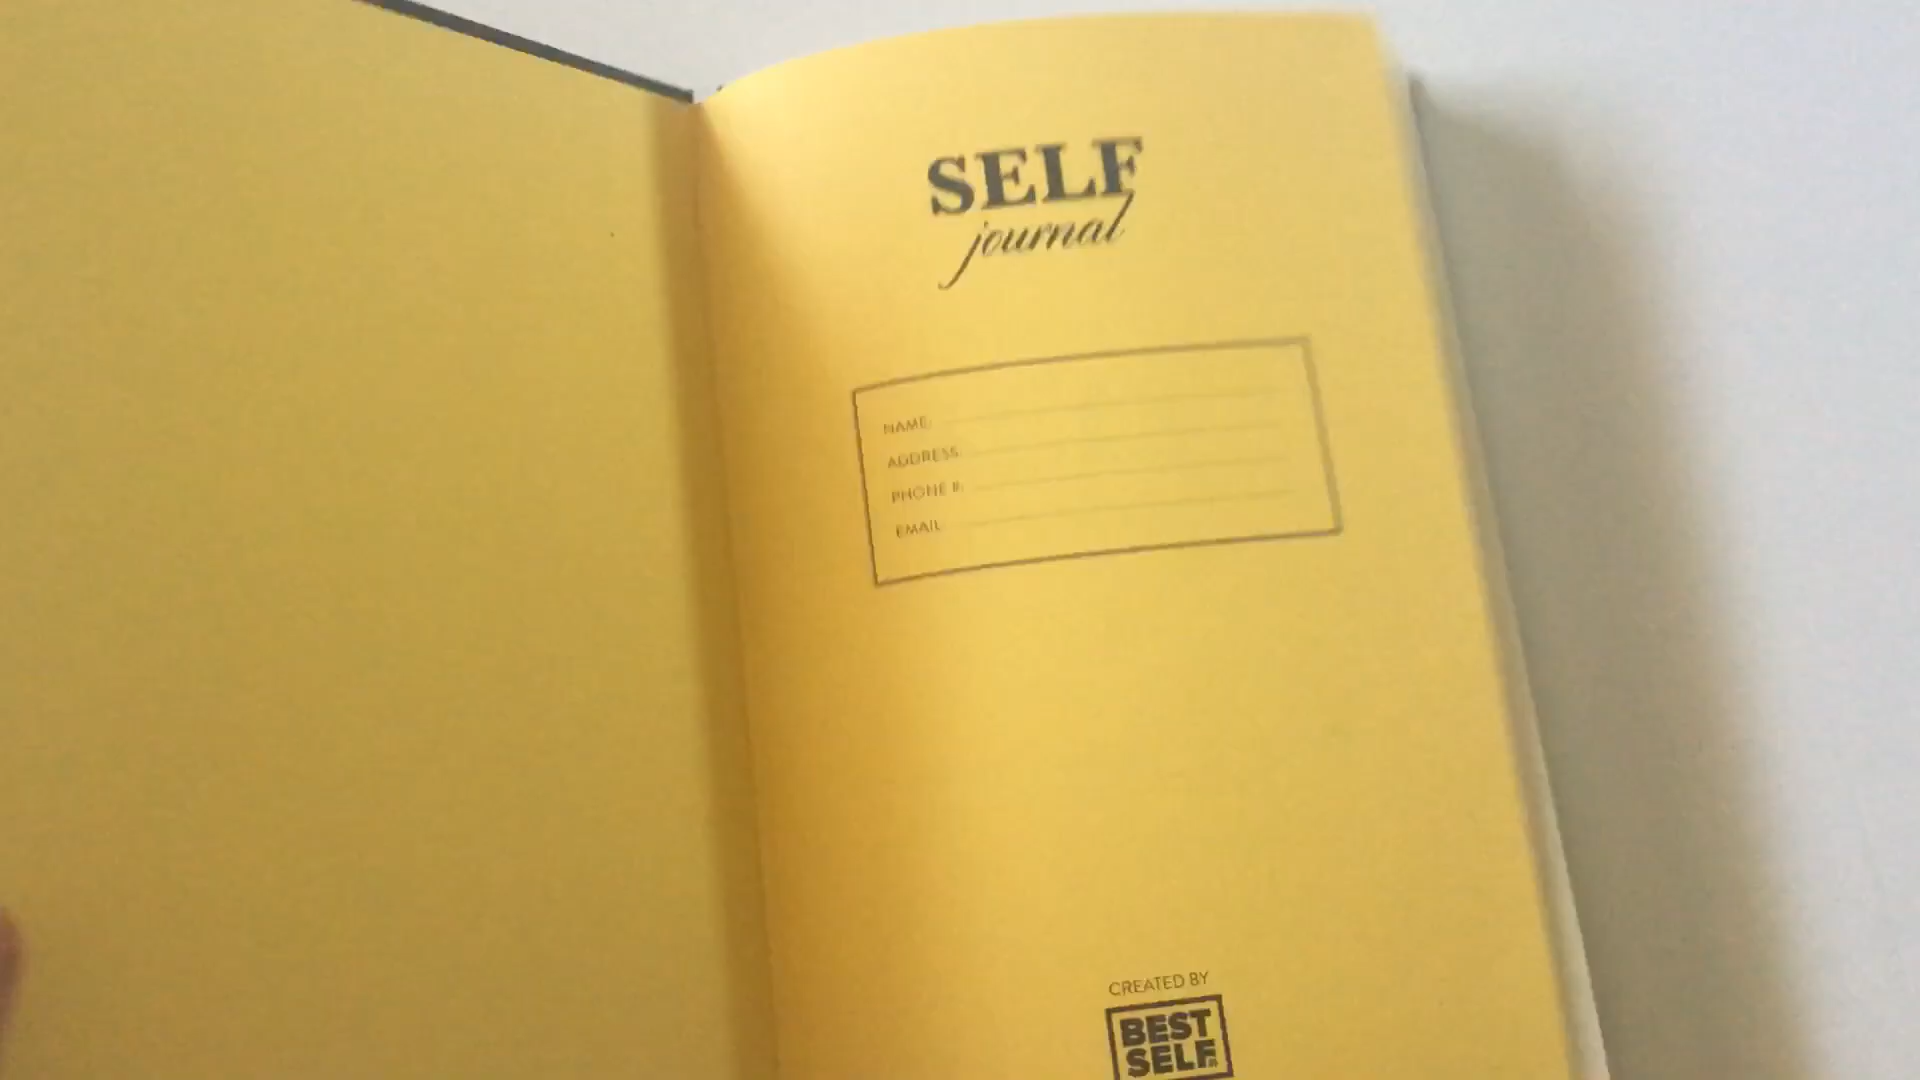 SELF
journal
NAME:
ADDRESS:
PHONE #:
EMAIL
CREATED BY
BEST
SELF